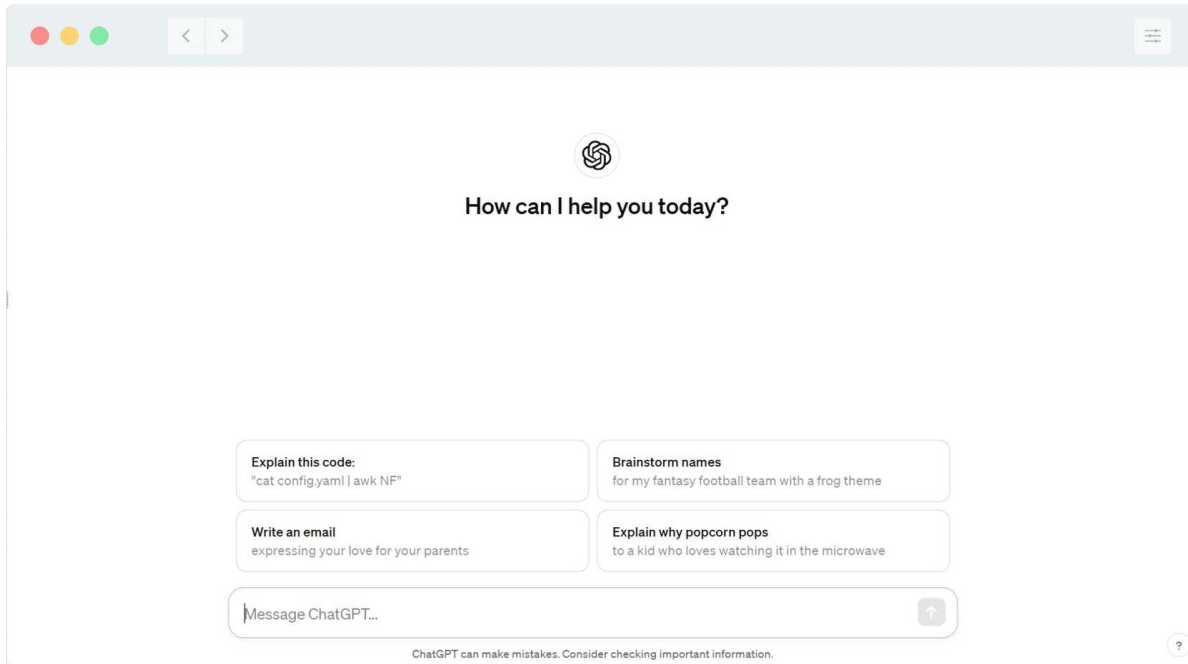 How can I help you today?
Explain this code:
"cat config.yaml | awk NF"
Brainstorm names
for my fantasy football team with a frog theme
Write an email
expressing your love for your parents
Explain why popcorn pops
to a kid who loves watching it in the microwave
Message ChatGPT...
ChatGPT can make mistakes. Consider checking important information.
?